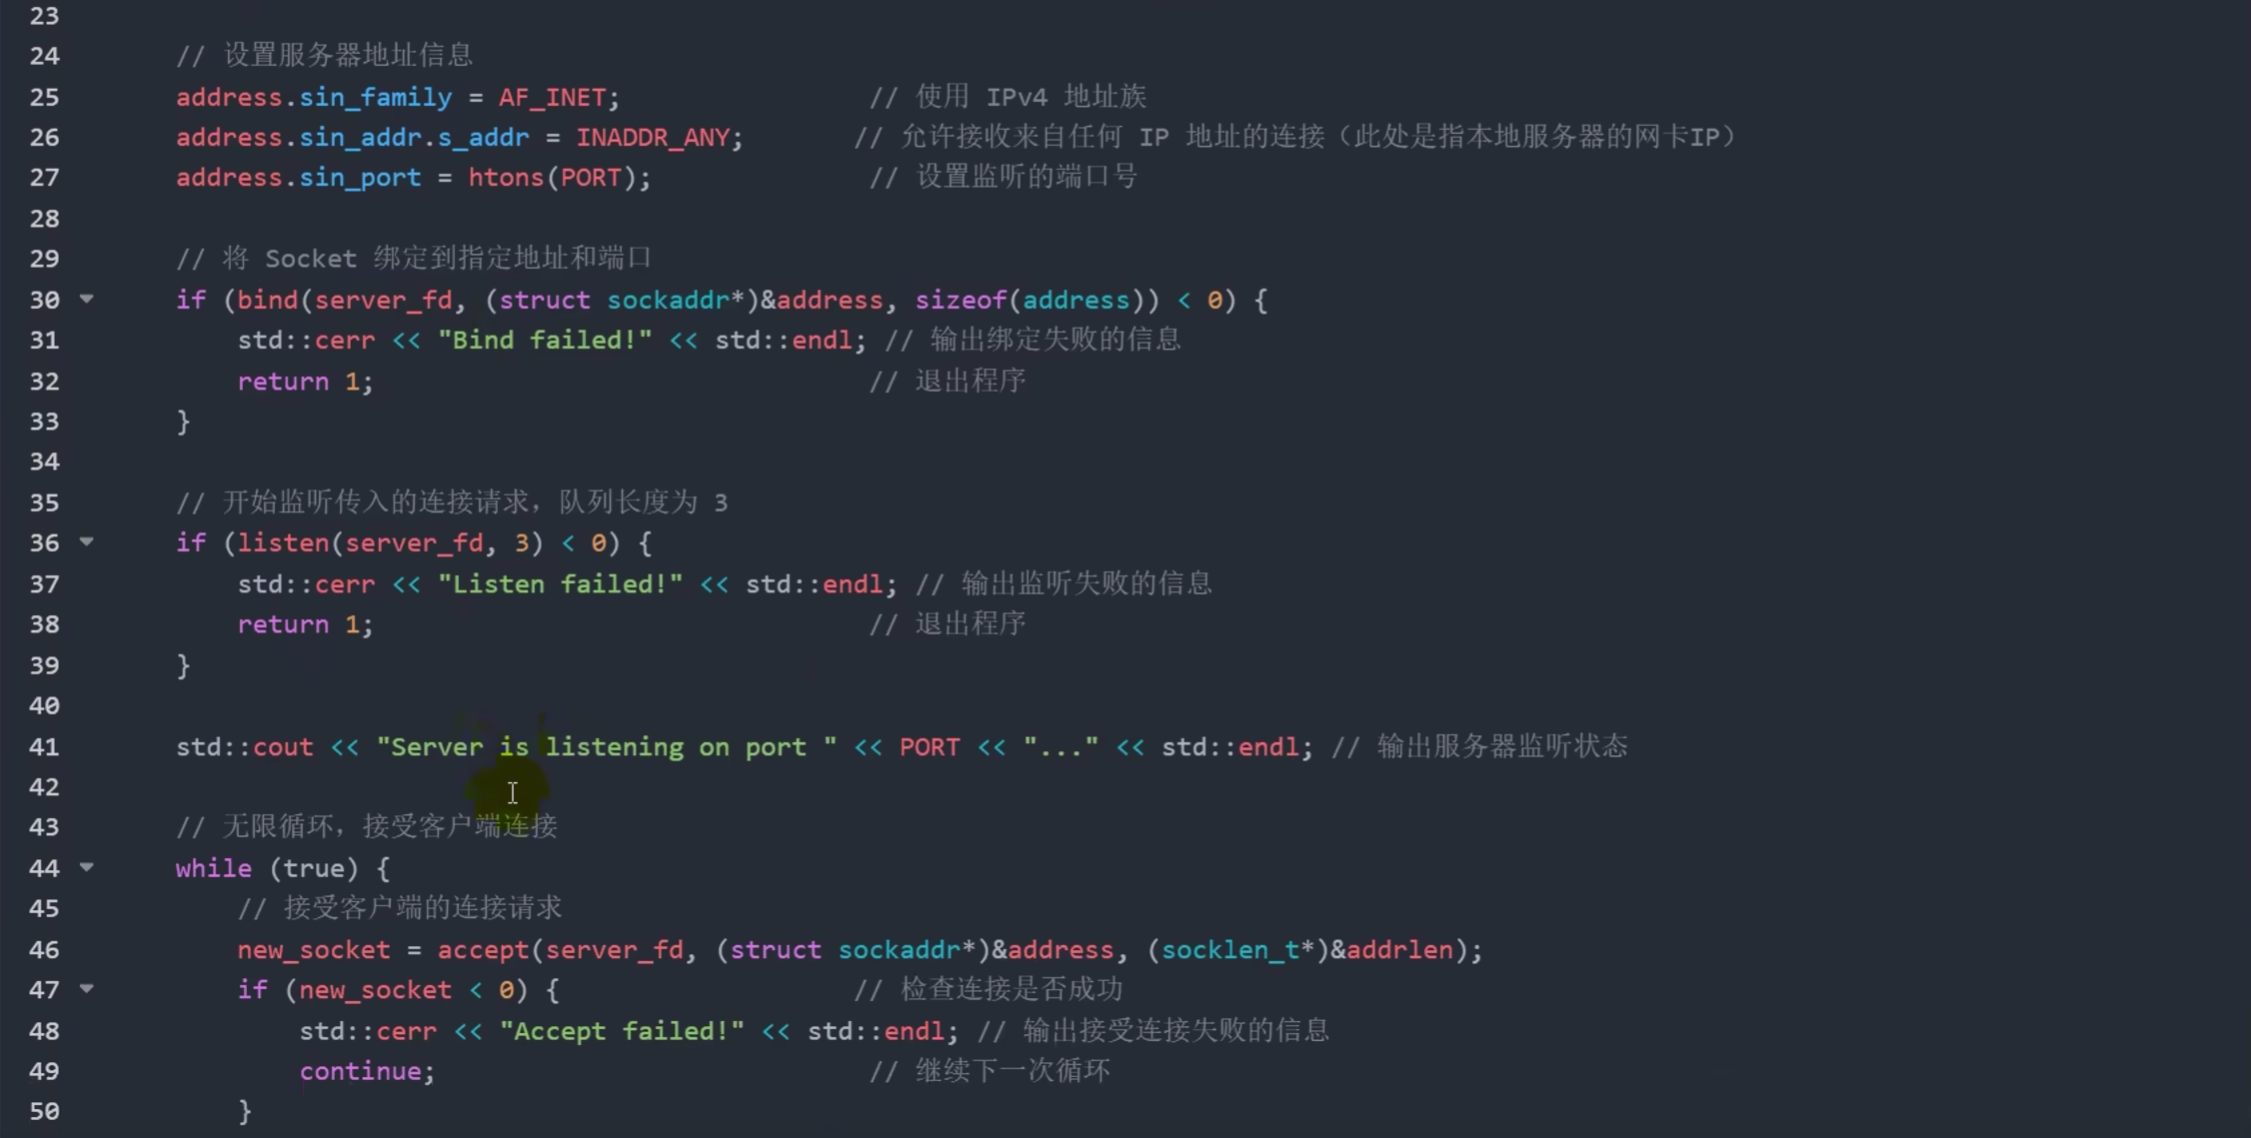 23
24 // 设置服务器地址信息
25 address.sin_family = AF_INET; // 使用 IPv4 地址族
26 address.sin_addr.s_addr = INADDR_ANY; // 允许接收来自任何 IP 地址的连接（此处是指本地服务器的网卡IP）
27 address.sin_port = htons(PORT); // 设置监听的端口号
28
29 // 将 Socket 绑定到指定地址和端口
30 if (bind(server_fd, (struct sockaddr*)&address, sizeof(address)) < 0) {
31 std::cerr << "Bind failed!" << std::endl; // 输出绑定失败的信息
32 return 1; // 退出程序
33 }
34
35 // 开始监听传入的连接请求，队列长度为 3
36 if (listen(server_fd, 3) < 0) {
37 std::cerr << "Listen failed!" << std::endl; // 输出监听失败的信息
38 return 1; // 退出程序
39 }
40
41 std::cout << "Server is listening on port " << PORT << "..." << std::endl; // 输出服务器监听状态
42
43 // 无限循环，接受客户端连接
44 while (true) {
45 // 接受客户端的连接请求
46 new_socket = accept(server_fd, (struct sockaddr*)&address, (socklen_t*)&addrlen);
47 if (new_socket < 0) { // 检查连接是否成功
48 std::cerr << "Accept failed!" << std::endl; // 输出接受连接失败的信息
49 continue; // 继续下一次循环
50 }